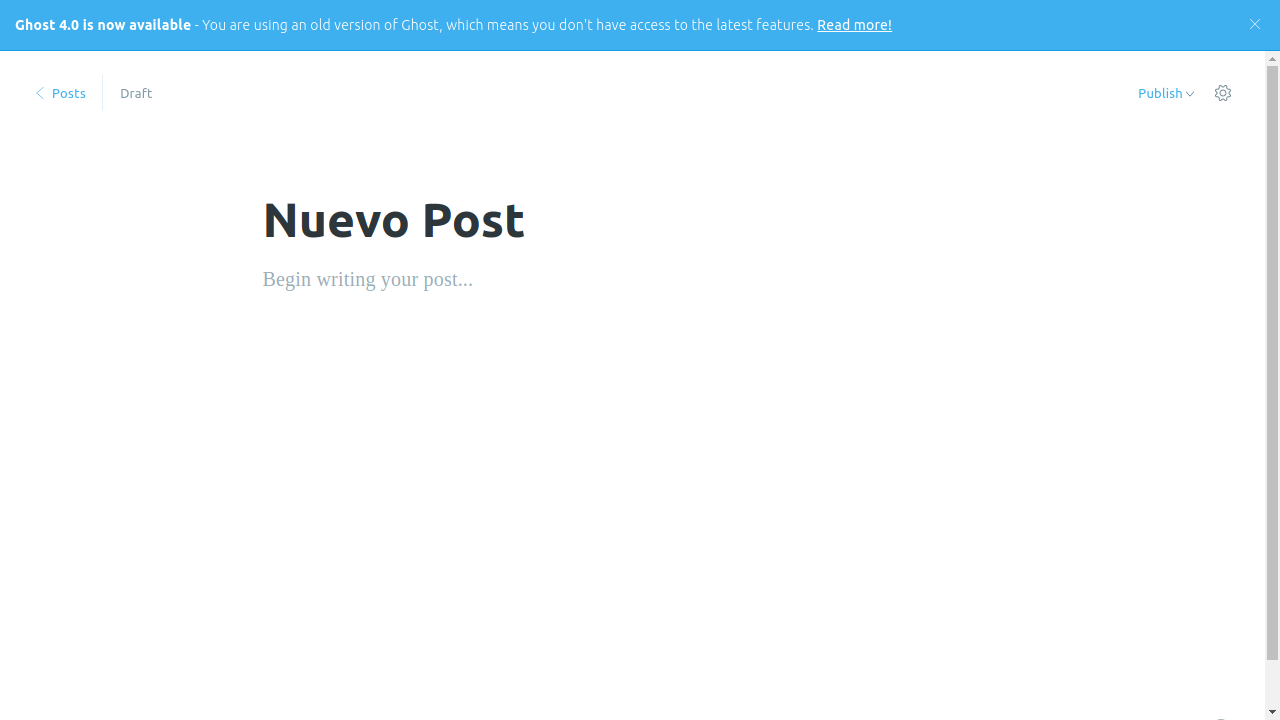 Ghost 4.0 is now available - You are using an old version of Ghost, which means you don't have access to the latest features. Read more!
Posts
Draft
Publish
Nuevo Post
Begin writing your post...